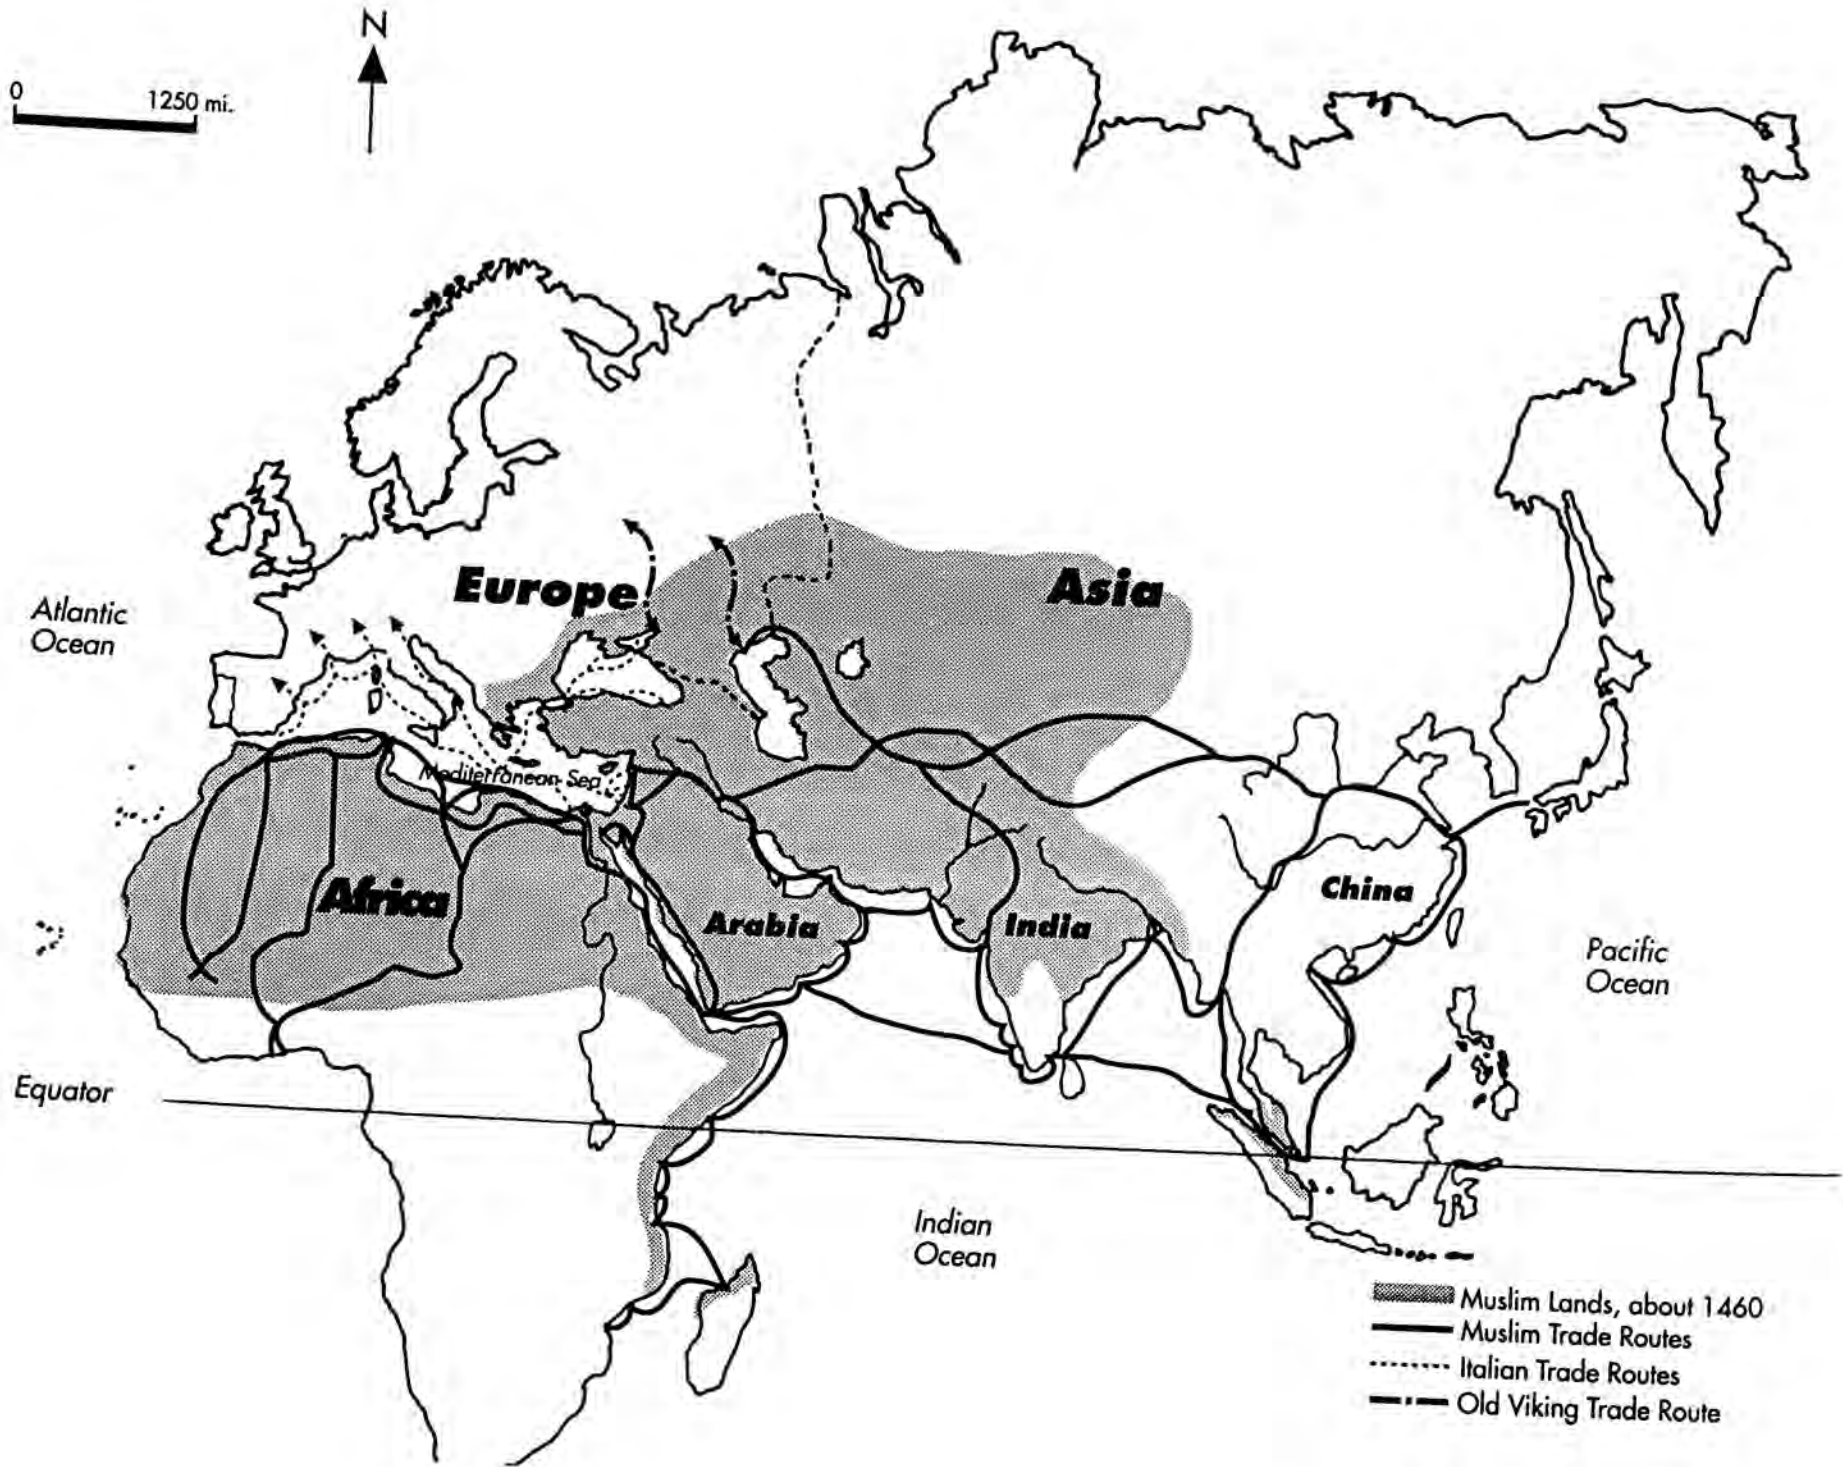 N
0 1250 mi.
Europe
Asia
Atlantic
Ocean
Mediterranean Sea
Africa
Arabia
India
China
Pacific
Ocean
Equator
Indian
Ocean
Muslim Lands, about 1460
Muslim Trade Routes
Italian Trade Routes
Old Viking Trade Route